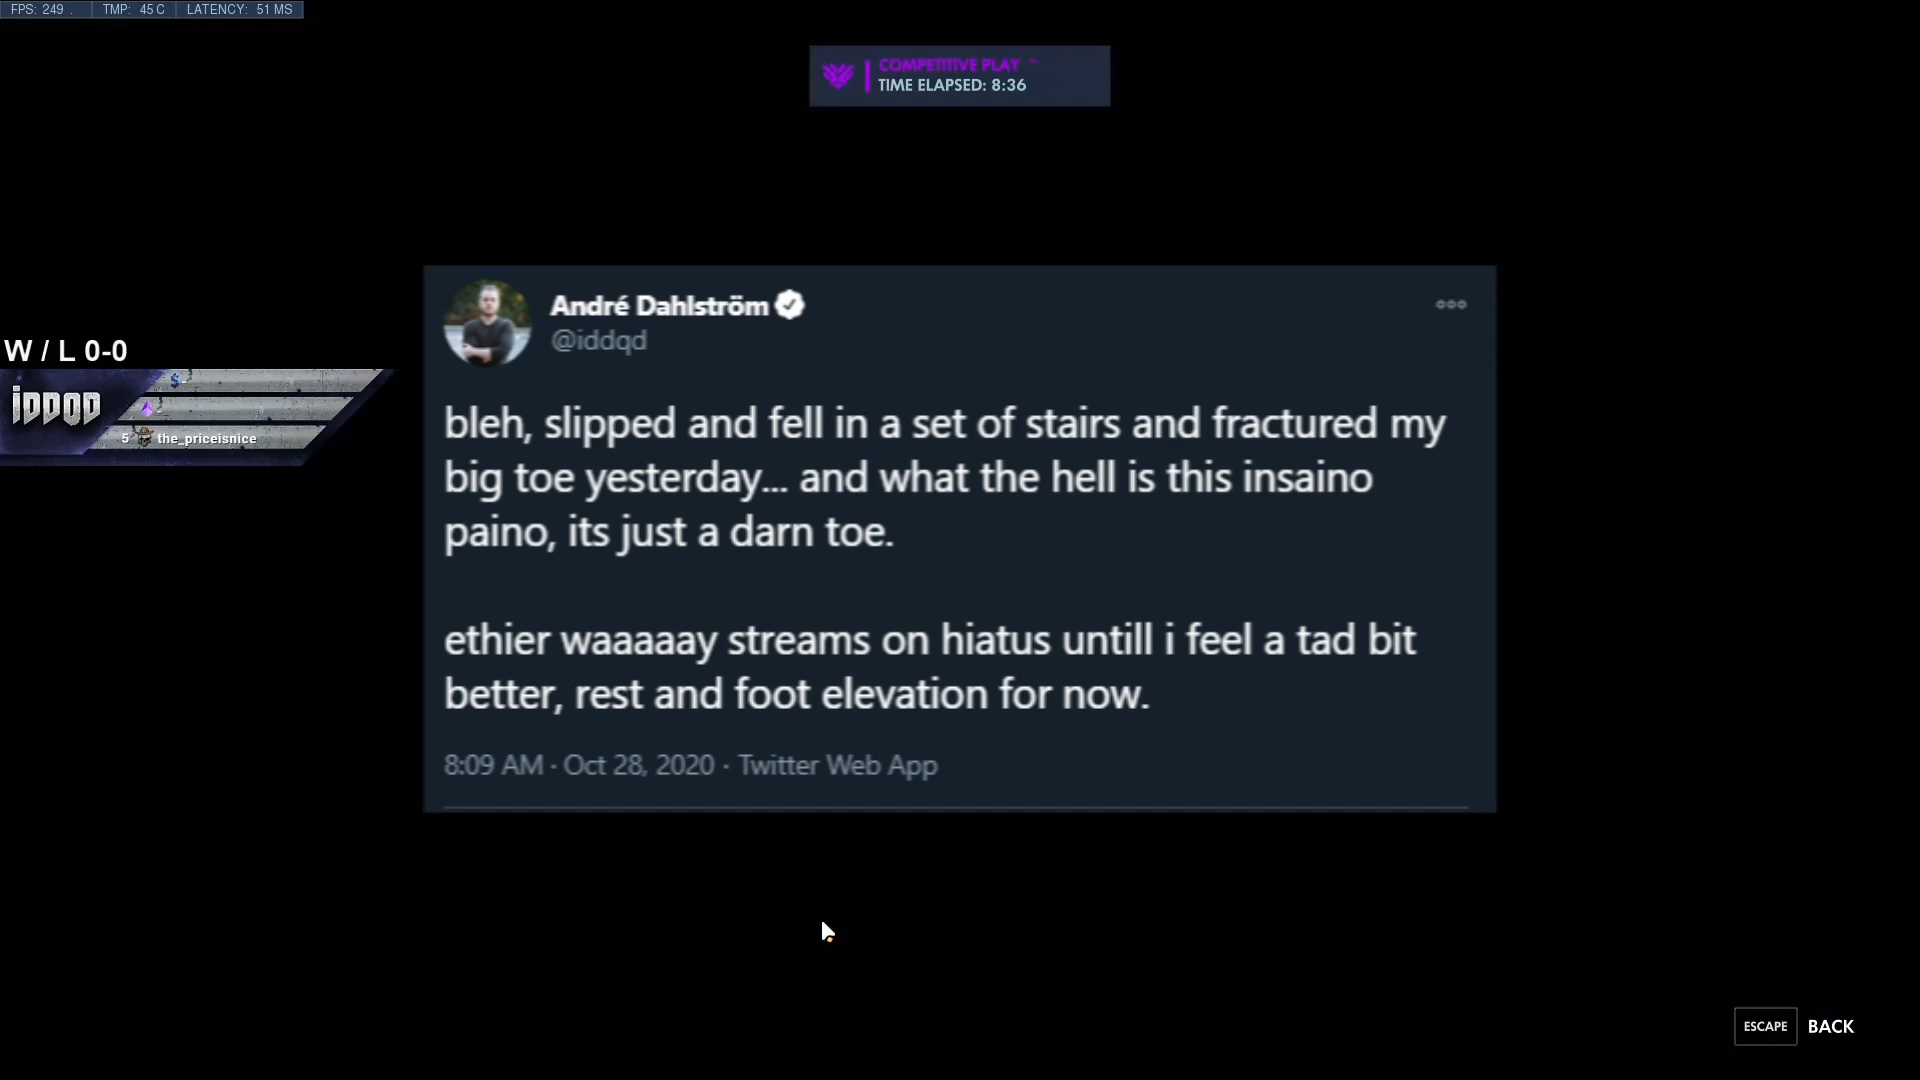 FPS: 249 . TMP: 45 C LATENCY: 51 MS
COMPETITIVE PLAY
TIME ELAPSED: 8:36
André Dahlström
@iddqd
W / L 0-0
IDDQD
$
5 the_priceisnice
bleh, slipped and fell in a set of stairs and fractured my
big toe yesterday... and what the hell is this insaino
paino, its just a darn toe.
ethier waaaaay streams on hiatus untill i feel a tad bit
better, rest and foot elevation for now.
8:09 AM · Oct 28, 2020 · Twitter Web App
ESCAPE BACK